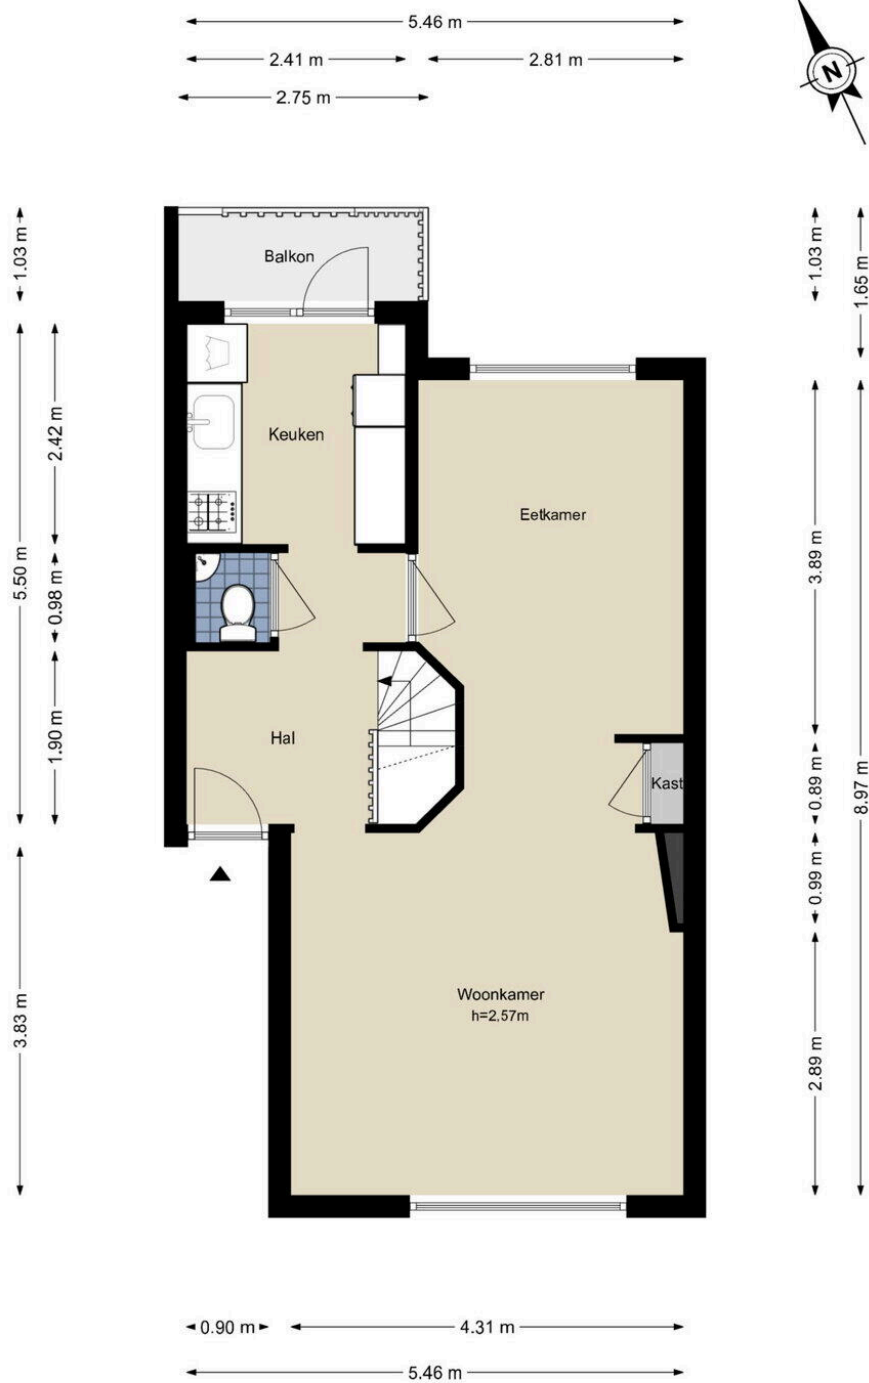 5.46 m
2.41 m
2.81 m
2.75 m
N
1.03 m
1.03 m
1.65 m
Balkon
2.42 m
Keuken
5.50 m
Eetkamer
3.89 m
0.98 m
1.90 m
Hal
Kast
0.89 m
8.97 m
0.99 m
3.83 m
Woonkamer
h=2,57m
2.89 m
0.90 m
4.31 m
5.46 m